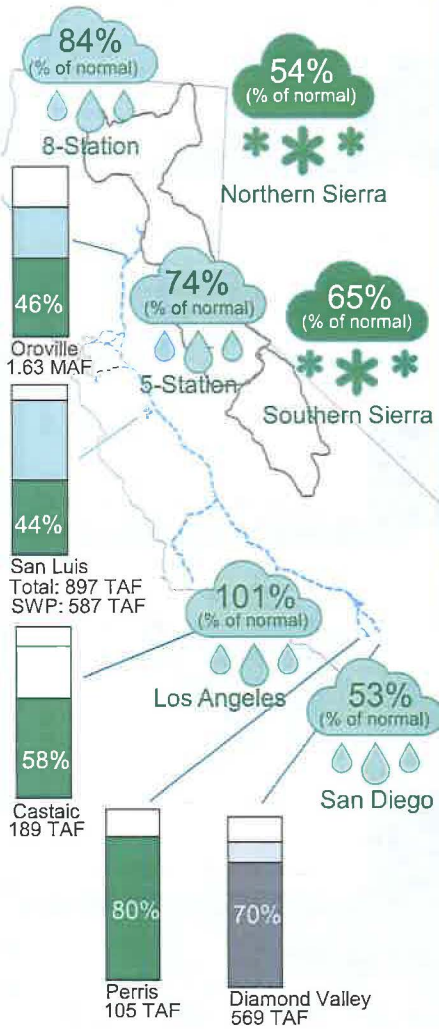 84%
(% of normal)
8-Station
54%
(% of normal)
Northern Sierra
46%
Oroville
1.63 MAF
74%
(% of normal)
5-Station
65%
(% of normal)
Southern Sierra
44%
San Luis
Total: 897 TAF
SWP: 587 TAF
101%
(% of normal)
Los Angeles
53%
(% of normal)
San Diego
58%
Castaic
189 TAF
80%
Perris
105 TAF
70%
Diamond Valley
569 TAF